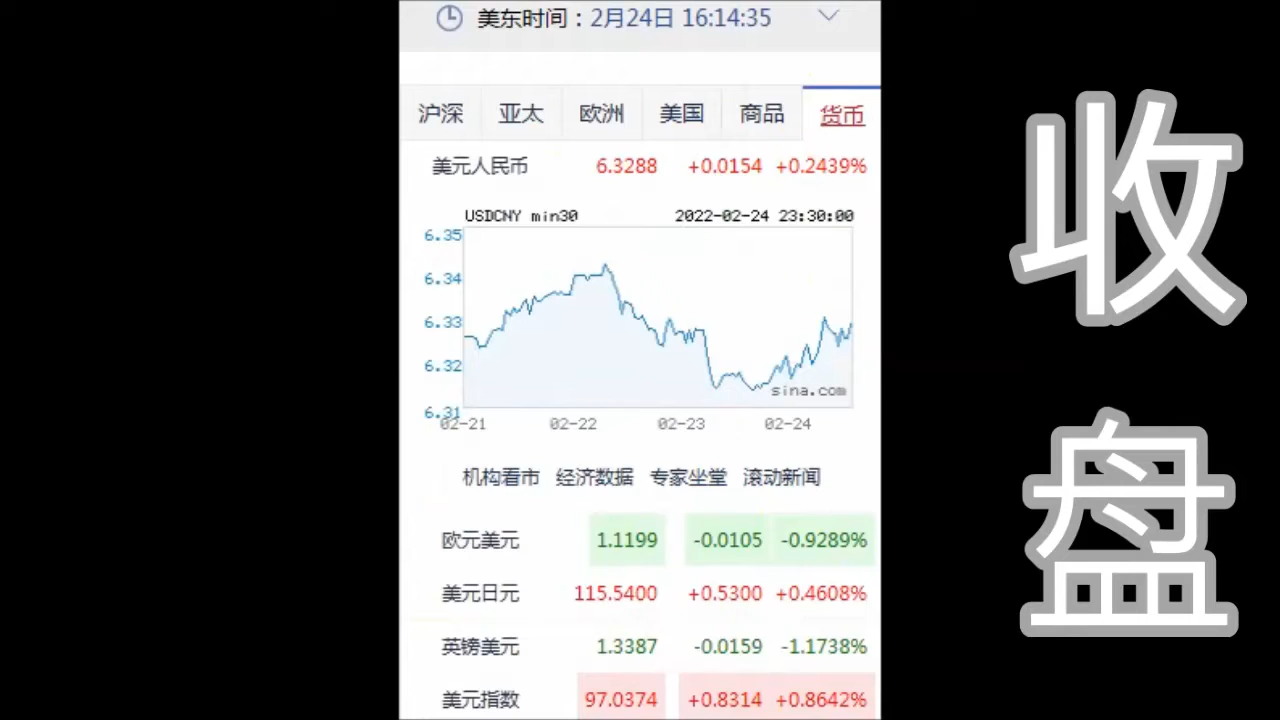 美东时间：2月24日 16:14:35
沪深 亚太 欧洲 美国 商品 货币
美元人民币 6.3288 +0.0154 +0.2439%
USDCNY min30 2022-02-24 23:30:00
6.35
6.34
6.33
6.32
6.31
sina.com
02-21 02-22 02-23 02-24
机构看市 经济数据 专家坐堂 滚动新闻
欧元美元 1.1199 -0.0105 -0.9289%
美元日元 115.5400 +0.5300 +0.4608%
英镑美元 1.3387 -0.0159 -1.1738%
美元指数 97.0374 +0.8314 +0.8642%
收盘